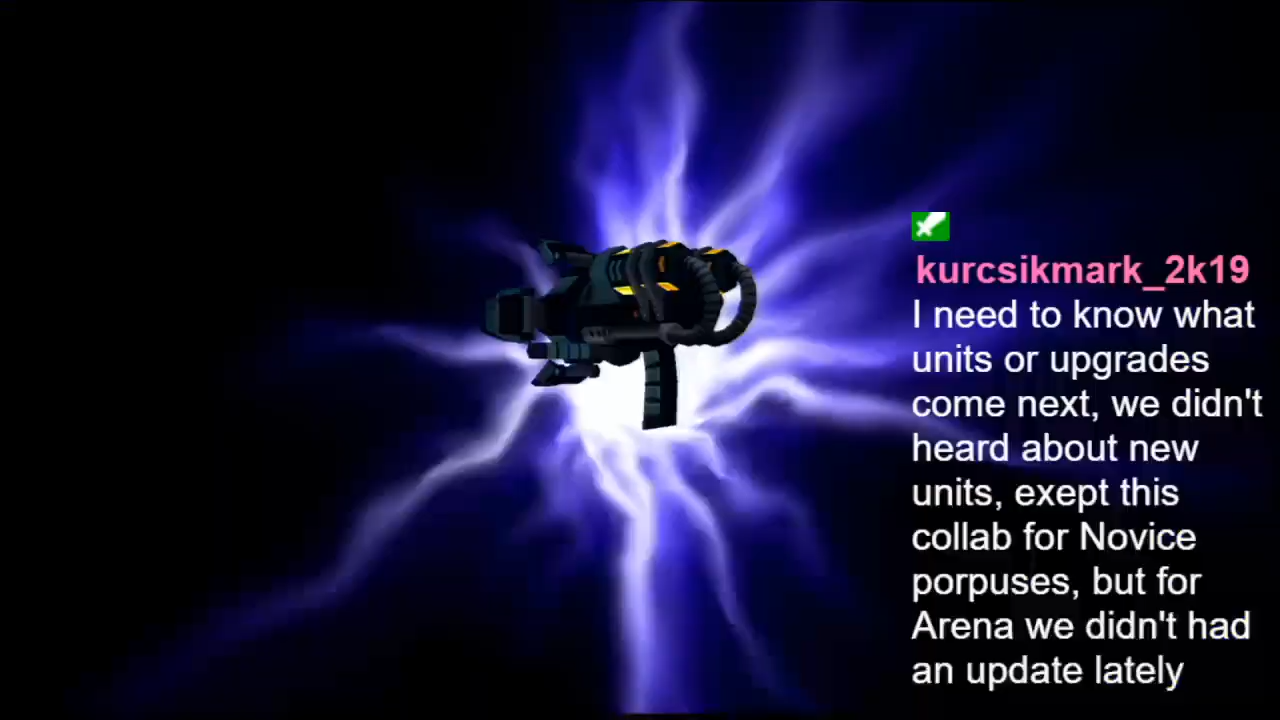 kurcsikmark_2k19
I need to know what
units or upgrades
come next, we didn't
heard about new
units, exept this
collab for Novice
porpuses, but for
Arena we didn't had
an update lately